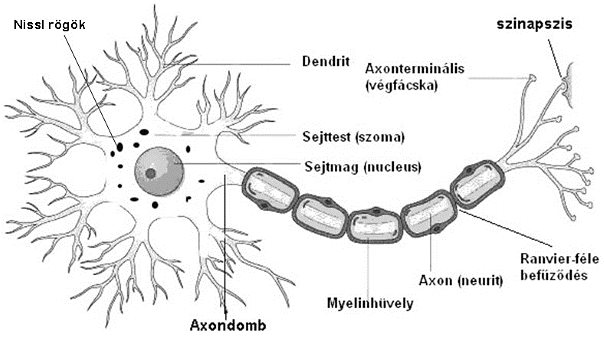 Nissl rögök
szinapszis
Dendrit
Axonterminális
(végfácska)
Sejttest (szoma)
Sejtmag (nucleus)
Ranvier-féle
befűződés
Axon (neurit)
Myelinhüvely
Axondomb